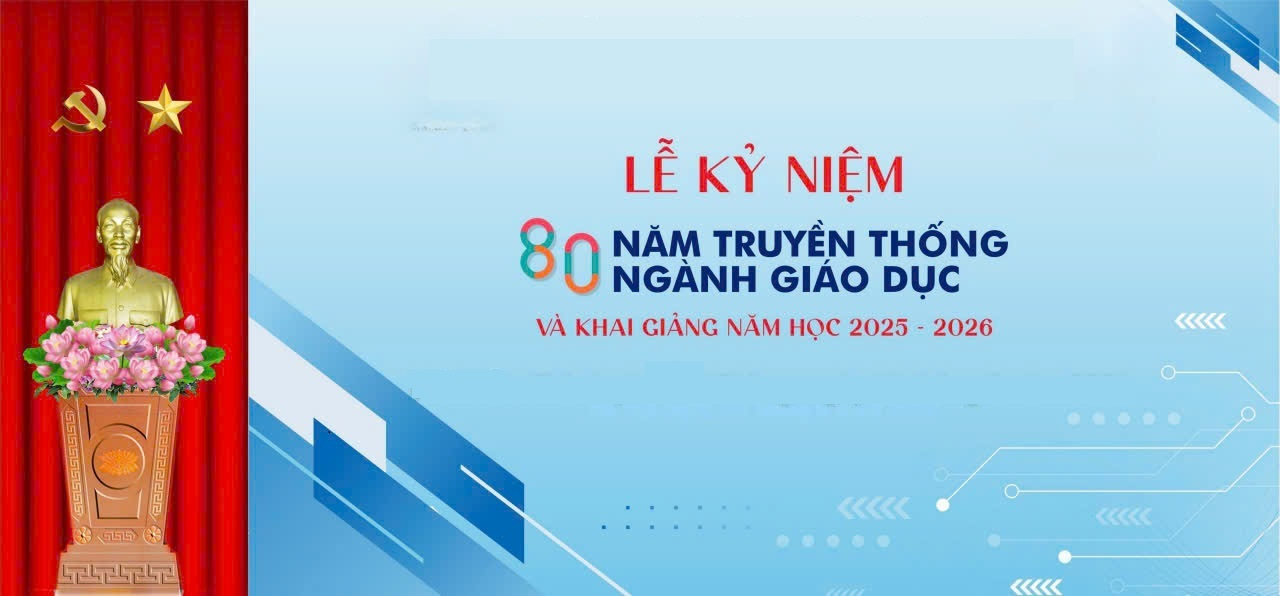 LỄ KỶ NIỆM
80 NĂM TRUYỀN THỐNG
NGÀNH GIÁO DỤC
VÀ KHAI GIẢNG NĂM HỌC 2025 - 2026